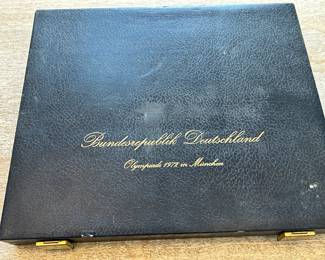 Bundesrepublik Deutschland
Olympiade 1972 in München